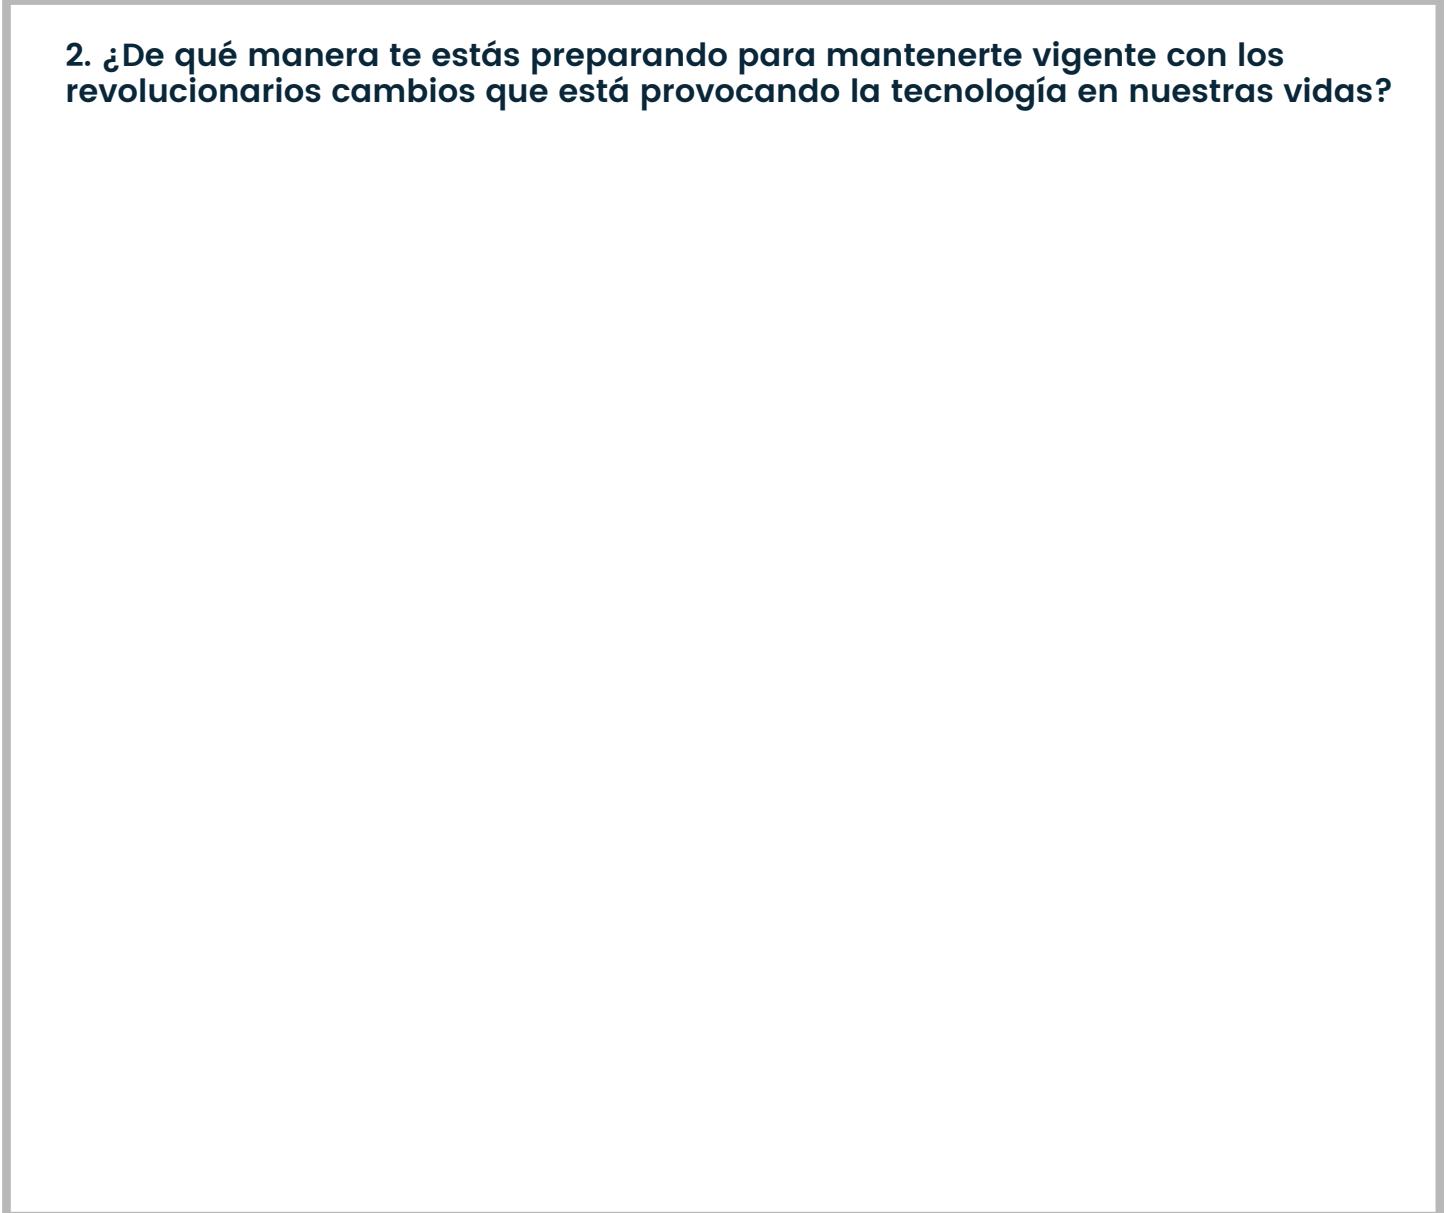 2. ¿De qué manera te estás preparando para mantenerte vigente con los
revolucionarios cambios que está provocando la tecnología en nuestras vidas?